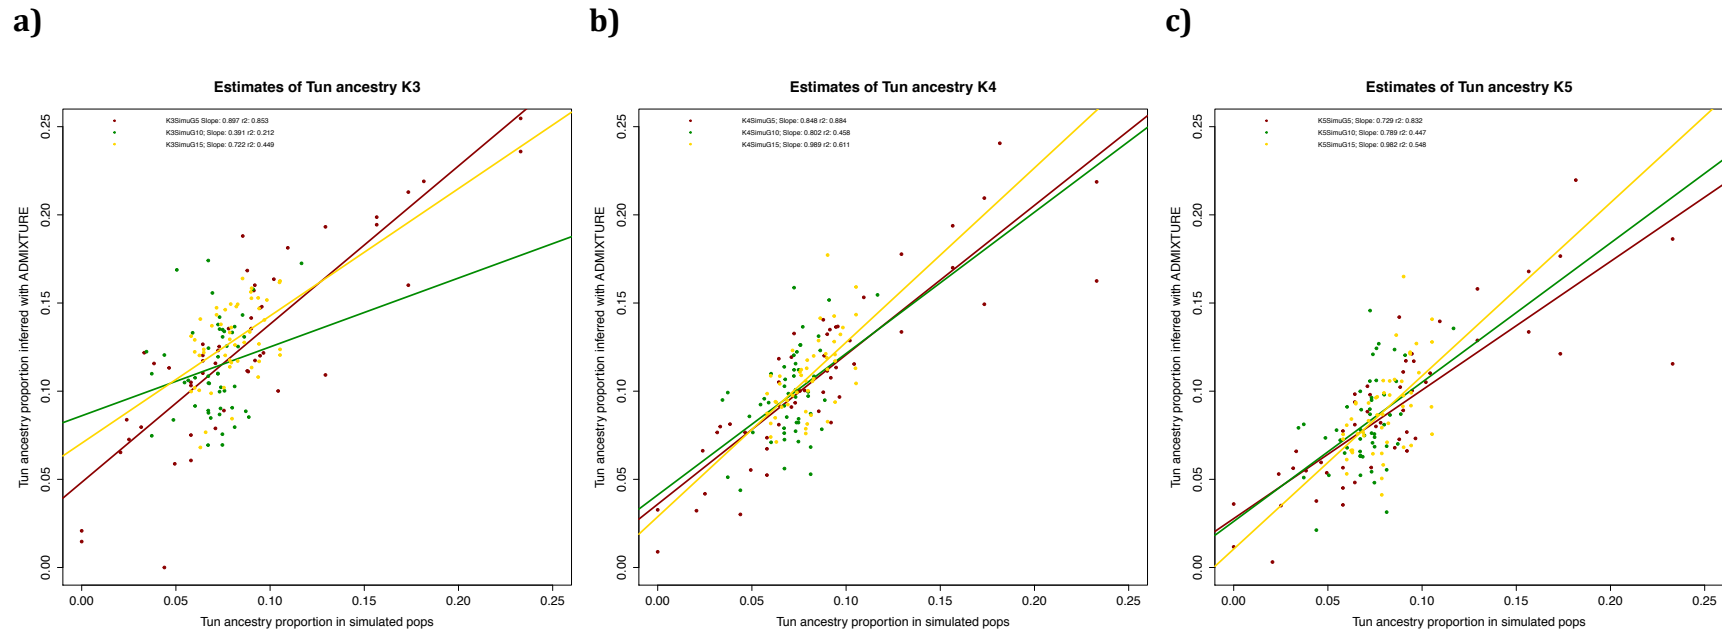 a)
Estimates of Tun ancestry K3
K3SimuG5 Slope: 0.897 r2: 0.853
K3SimuG10; Slope: 0.391 r2: 0.212
K3SimuG15; Slope: 0.722 r2: 0.449
Tun ancestry proportion inferred with ADMIXTURE
0.00
0.05
0.10
0.15
0.20
0.25
0.00 0.05 0.10 0.15 0.20 0.25
Tun ancestry proportion in simulated pops
b)
Estimates of Tun ancestry K4
K4SimuG5; Slope: 0.848 r2: 0.884
K4SimuG10; Slope: 0.802 r2: 0.458
K4SimuG15; Slope: 0.989 r2: 0.611
Tun ancestry proportion inferred with ADMIXTURE
0.00
0.05
0.10
0.15
0.20
0.25
0.00 0.05 0.10 0.15 0.20 0.25
Tun ancestry proportion in simulated pops
c)
Estimates of Tun ancestry K5
K5SimuG5; Slope: 0.729 r2: 0.832
K5SimuG10; Slope: 0.789 r2: 0.447
K5SimuG15; Slope: 0.982 r2: 0.548
Tun ancestry proportion inferred with ADMIXTURE
0.00
0.05
0.10
0.15
0.20
0.25
0.00 0.05 0.10 0.15 0.20 0.25
Tun ancestry proportion in simulated pops